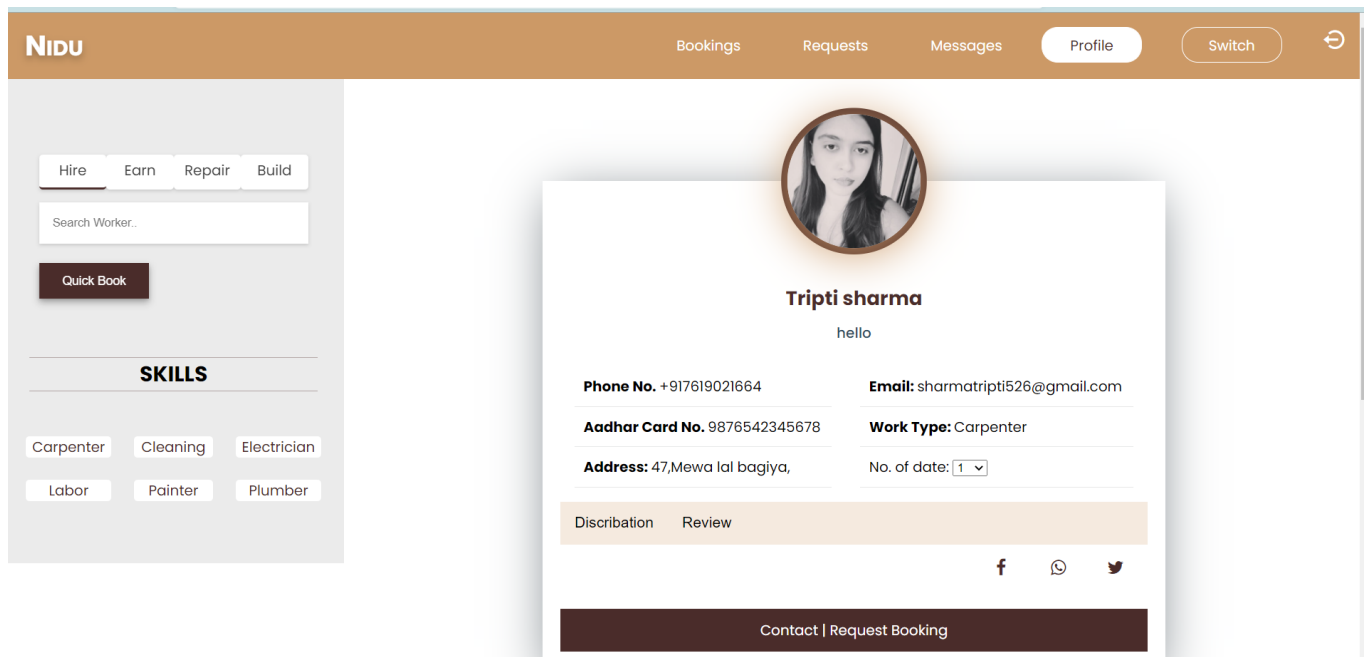 NIDU
Bookings Requests Messages Profile Switch
Hire Earn Repair Build
Search Worker..
Quick Book
SKILLS
Carpenter Cleaning Electrician
Labor Painter Plumber
Tripti sharma
hello
Phone No. +917619021664 Email: sharmatripti526@gmail.com
Aadhar Card No. 9876542345678 Work Type: Carpenter
Address: 47,Mewa lal bagiya, No. of date: 1
Discribation Review
Contact | Request Booking